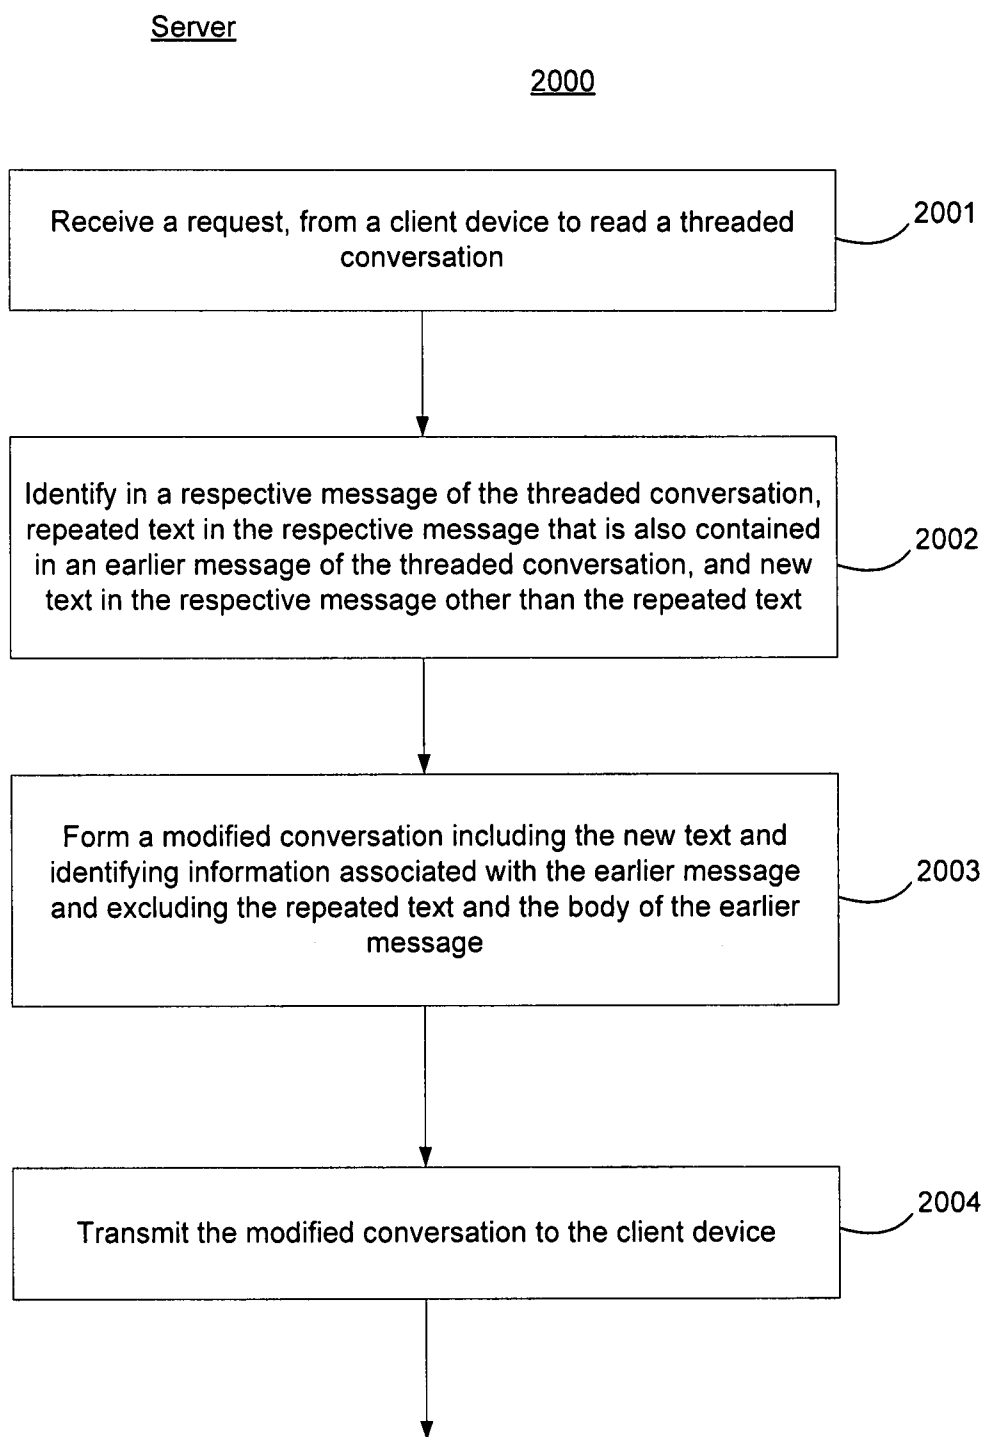 Server
2000
Receive a request, from a client device to read a threaded
conversation
2001
Identify in a respective message of the threaded conversation,
repeated text in the respective message that is also contained
in an earlier message of the threaded conversation, and new
text in the respective message other than the repeated text
2002
Form a modified conversation including the new text and
identifying information associated with the earlier message
and excluding the repeated text and the body of the earlier
message
2003
Transmit the modified conversation to the client device
2004